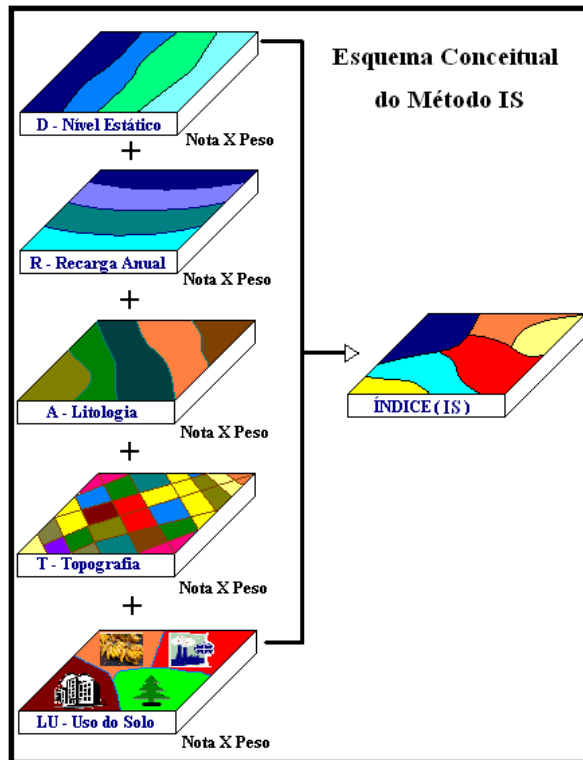 Esquema Conceitual
do Método IS
D - Nível Estático
Nota X Peso
+
R - Recarga Anual
Nota X Peso
+
A - Litologia
Nota X Peso
+
T - Topografia
Nota X Peso
+
LU - Uso do Solo
Nota X Peso
ÍNDICE ( IS )